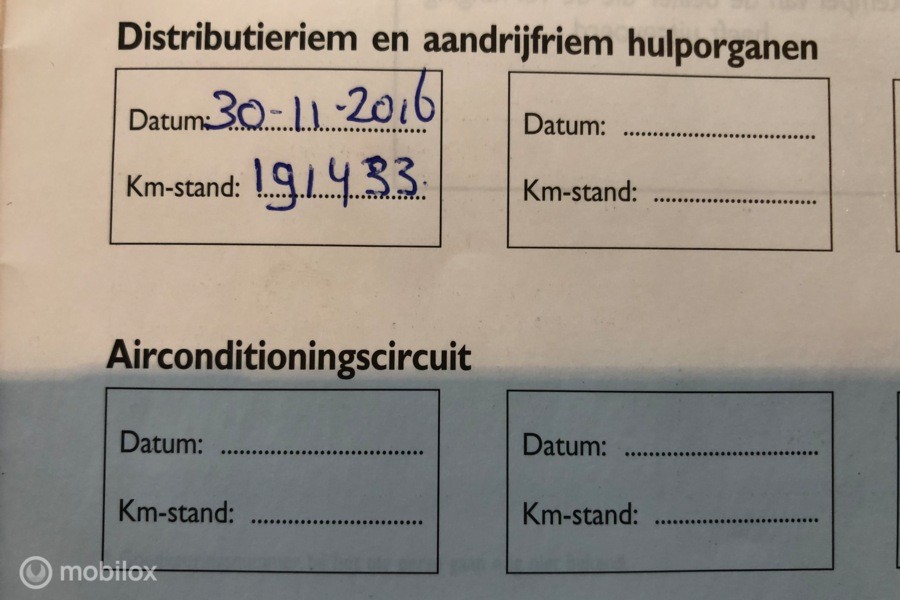 Distributieriem en aandrijfriem hulporganen
Datum: 30-11-2016
Km-stand: 191433
Datum:
Km-stand:
Airconditioningscircuit
Datum:
Km-stand:
Datum:
Km-stand:
mobilox